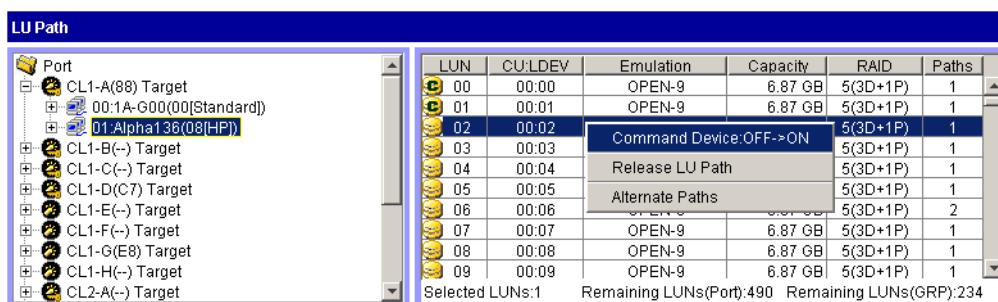 LU Path
Port
CL1-A(88) Target
00:1A-G00(00[Standard])
01:Alpha136(08[HP])
CL1-B(--) Target
CL1-C(--) Target
CL1-D(C7) Target
CL1-E(--) Target
CL1-F(--) Target
CL1-G(E8) Target
CL1-H(--) Target
CL2-A(--) Target
LUN CU:LDEV Emulation Capacity RAID Paths
C 00 00:00 OPEN-9 6.87 GB 5(3D+1P) 1
C 01 00:01 OPEN-9 6.87 GB 5(3D+1P) 1
02 00:02 5(3D+1P) 1
03 00:03 5(3D+1P) 1
04 00:04 5(3D+1P) 1
05 00:05 5(3D+1P) 1
06 00:06 OPEN-9 6.87 GB 5(3D+1P) 2
07 00:07 OPEN-9 6.87 GB 5(3D+1P) 1
08 00:08 OPEN-9 6.87 GB 5(3D+1P) 1
09 00:09 OPEN-9 6.87 GB 5(3D+1P) 1
Command Device:OFF->ON
Release LU Path
Alternate Paths
Selected LUNs:1 Remaining LUNs(Port):490 Remaining LUNs(GRP):234